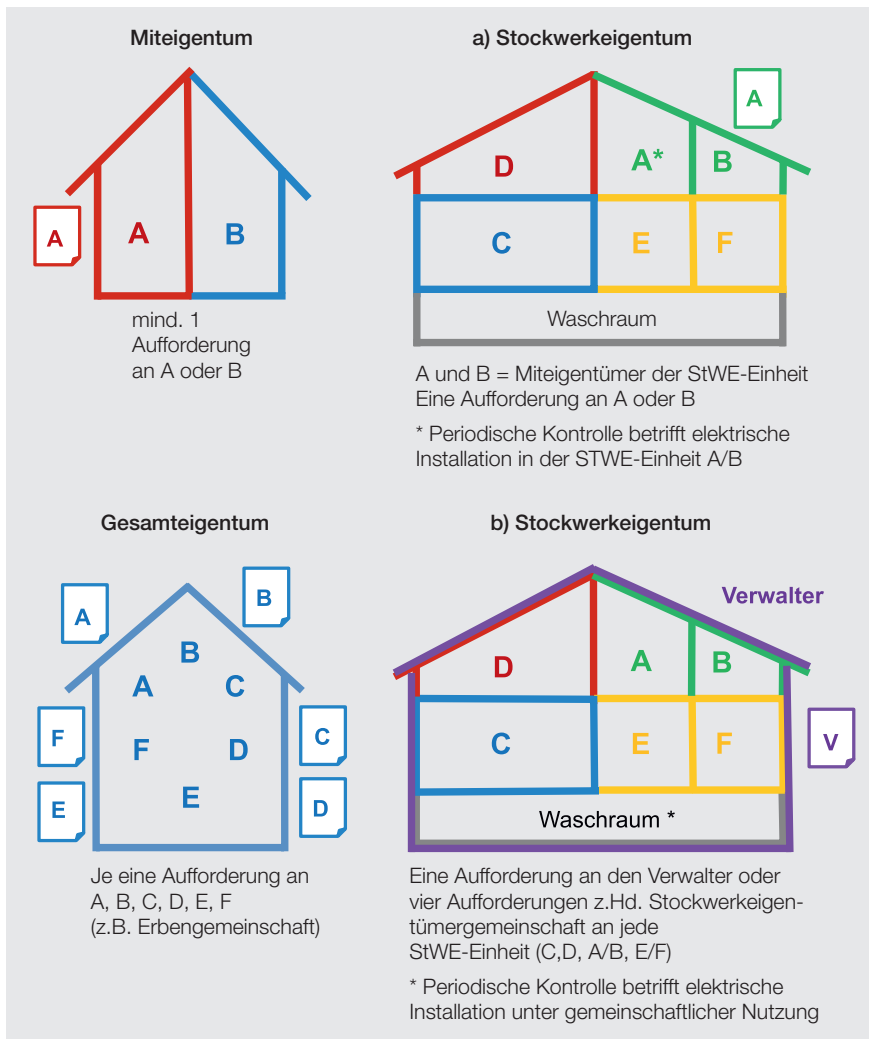 Miteigentum
A
A
B
mind. 1
Aufforderung
an A oder B
a) Stockwerkeigentum
A
D
A*
B
C
E
F
Waschraum
A und B = Miteigentümer der StWE-Einheit
Eine Aufforderung an A oder B
* Periodische Kontrolle betrifft elektrische
Installation in der STWE-Einheit A/B
Gesamteigentum
A
B
B
A
C
F
F
D
C
E
E
D
Je eine Aufforderung an
A, B, C, D, E, F
(z.B. Erbengemeinschaft)
b) Stockwerkeigentum
Verwalter
D
A
B
C
E
F
V
Waschraum *
Eine Aufforderung an den Verwalter oder
vier Aufforderungen z.Hd. Stockwerkeigen-
tümergemeinschaft an jede
StWE-Einheit (C,D, A/B, E/F)
* Periodische Kontrolle betrifft elektrische
Installation unter gemeinschaftlicher Nutzung